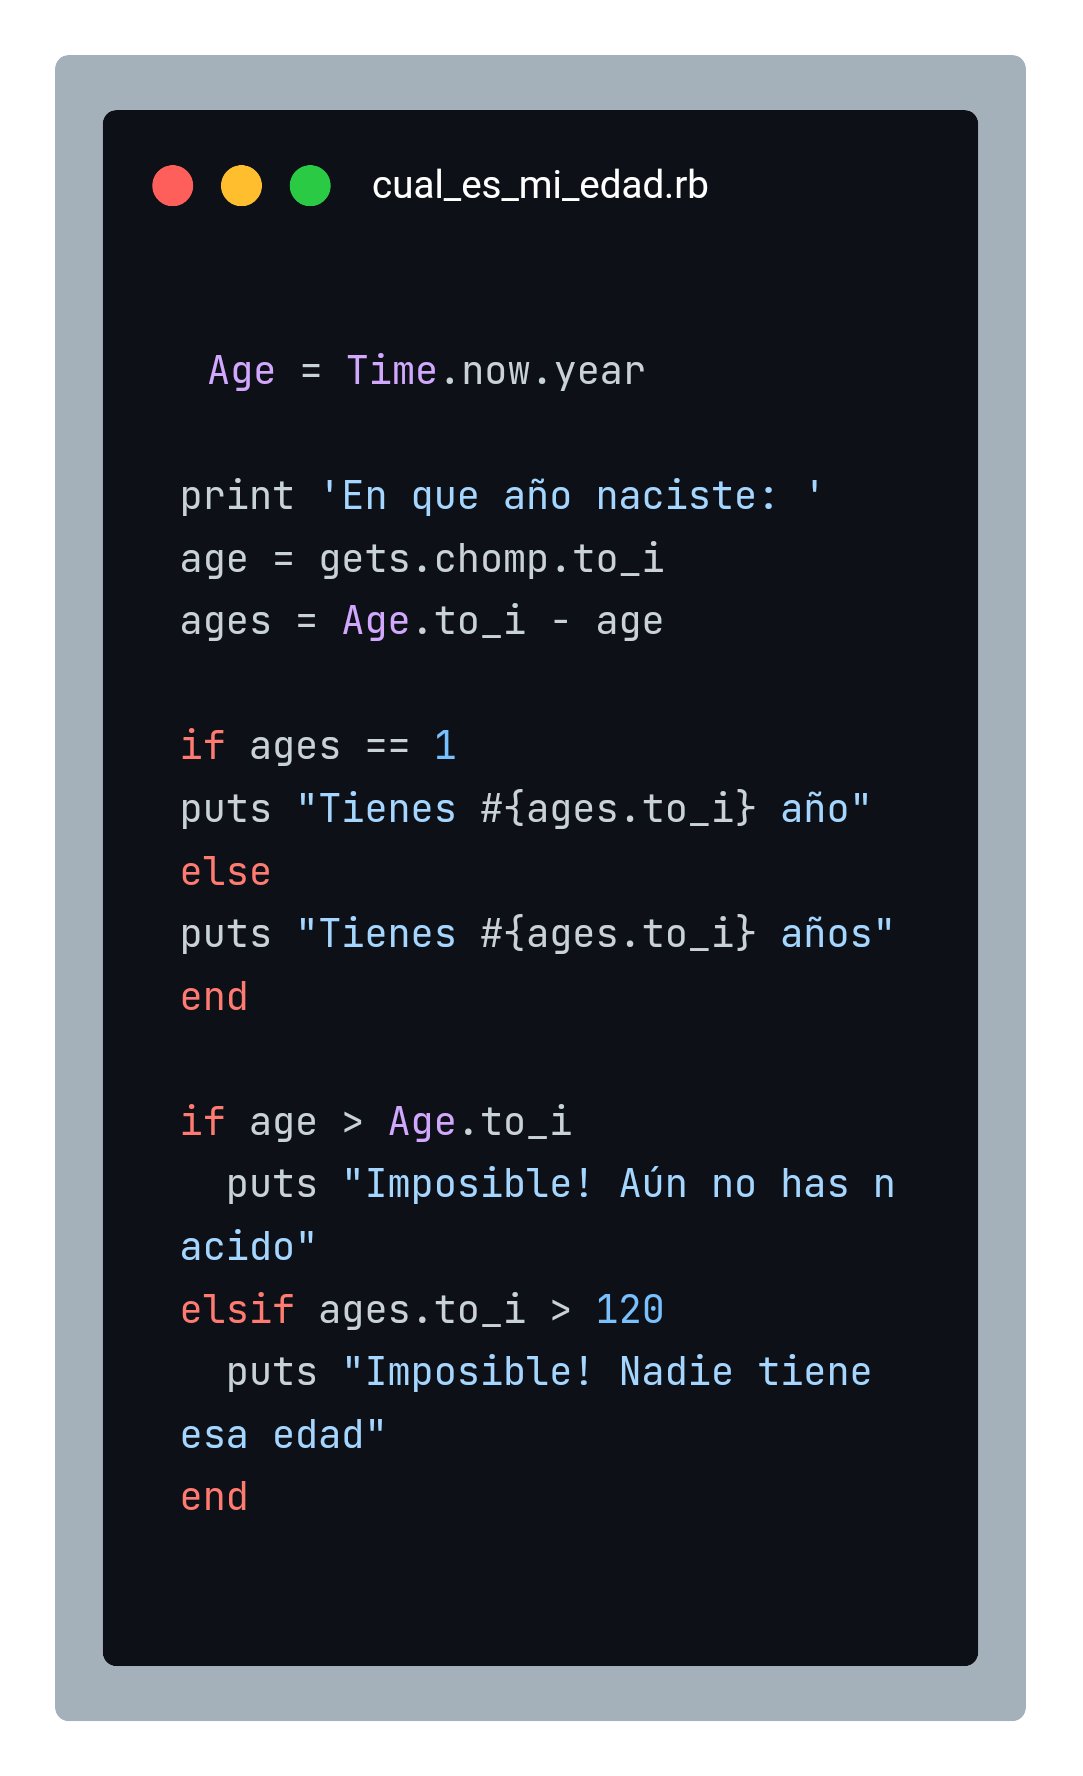 cual_es_mi_edad.rb
Age = Time.now.year
print 'En que año naciste: '
age = gets.chomp.to_i
ages = Age.to_i - age
if ages == 1
puts "Tienes #{ages.to_i} año"
else
puts "Tienes #{ages.to_i} años"
end
if age > Age.to_i
puts "Imposible! Aún no has n
acido"
elsif ages.to_i > 120
puts "Imposible! Nadie tiene
esa edad"
end